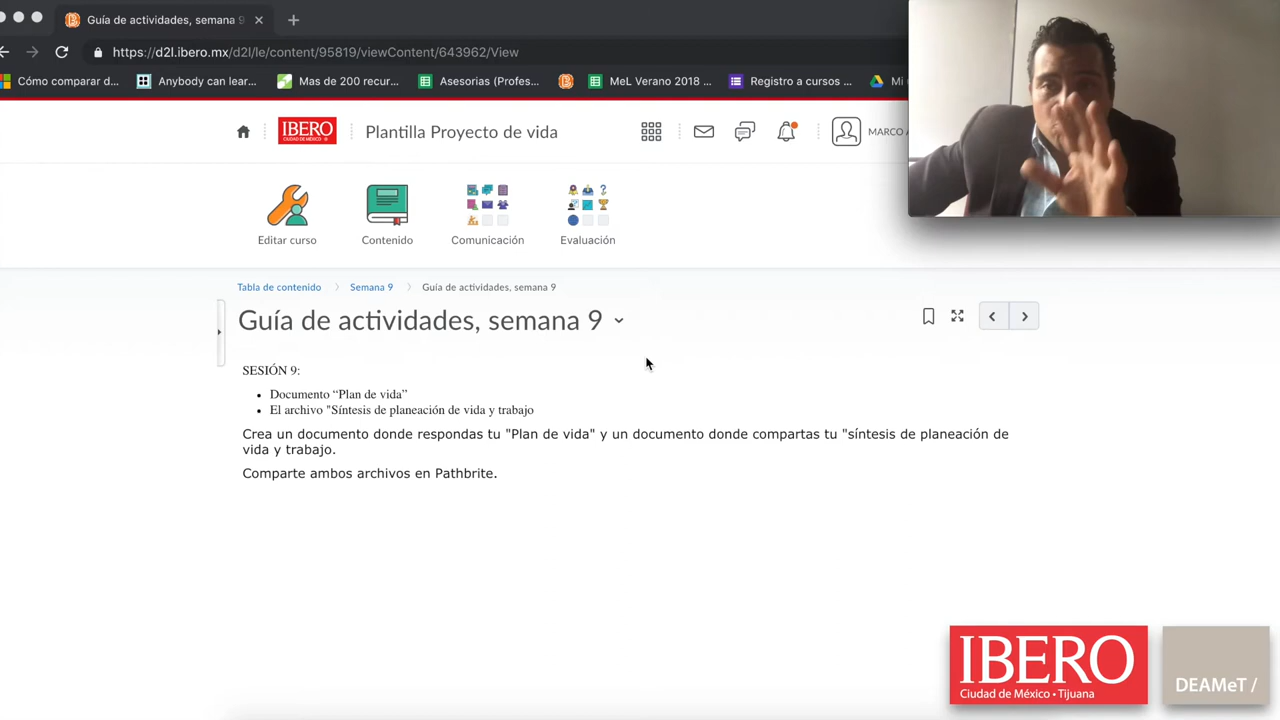 Guía de actividades, semana 9
https://d2l.ibero.mx/d2l/le/content/95819/viewContent/643962/View
Cómo comparar d... Anybody can lear... Mas de 200 recur... Asesorias (Profes... MeL Verano 2018 ... Registro a cursos ... Mi
IBERO
CIUDAD DE MÉXICO
Plantilla Proyecto de vida
MARCO A
Editar curso Contenido Comunicación Evaluación
Tabla de contenido Semana 9 Guía de actividades, semana 9
Guía de actividades, semana 9
SESIÓN 9:
• Documento “Plan de vida”
• El archivo "Síntesis de planeación de vida y trabajo
Crea un documento donde respondas tu "Plan de vida" y un documento donde compartas tu "síntesis de planeación de
vida y trabajo.
Comparte ambos archivos en Pathbrite.
IBERO
Ciudad de México • Tijuana
DEAMeT /